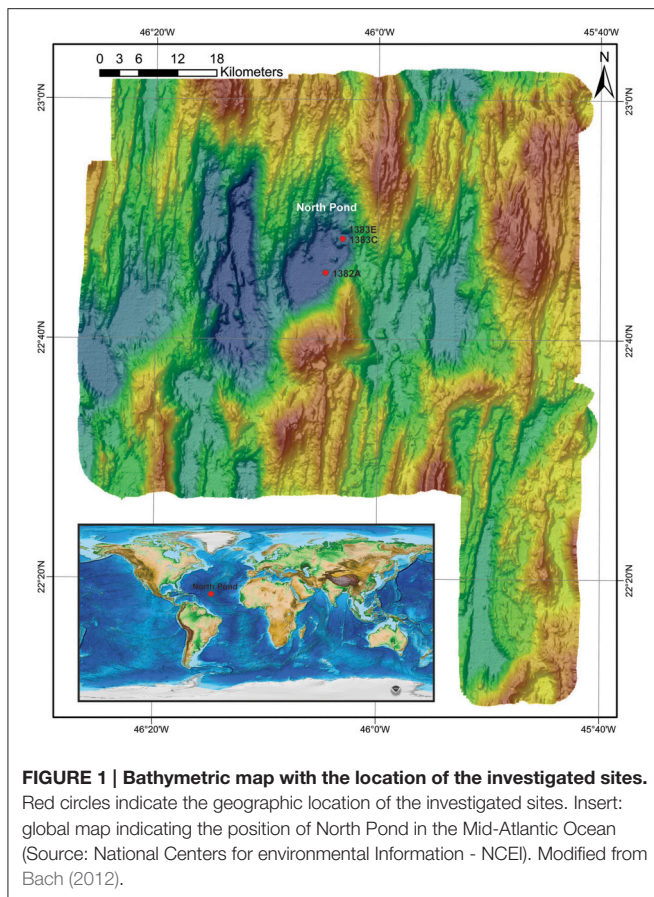 46°20'W 46°0'W 45°40'W
0 3 6 12 18
Kilometers
N
23°0'N 23°0'N
North Pond
1383E
1383C
1382A
22°40'N 22°40'N
North Pond
22°20'N 22°20'N
46°20'W 46°0'W 45°40'W
FIGURE 1 | Bathymetric map with the location of the investigated sites.
Red circles indicate the geographic location of the investigated sites. Insert:
global map indicating the position of North Pond in the Mid-Atlantic Ocean
(Source: National Centers for environmental Information - NCEI). Modified from
Bach (2012).